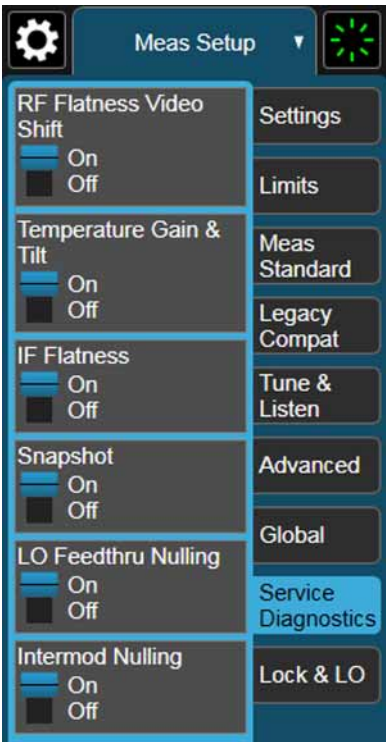 Meas Setup
RF Flatness Video
Shift
On
Off
Temperature Gain &
Tilt
On
Off
IF Flatness
On
Off
Snapshot
On
Off
LO Feedthru Nulling
On
Off
Intermod Nulling
On
Off
Settings
Limits
Meas
Standard
Legacy
Compat
Tune &
Listen
Advanced
Global
Service
Diagnostics
Lock & LO